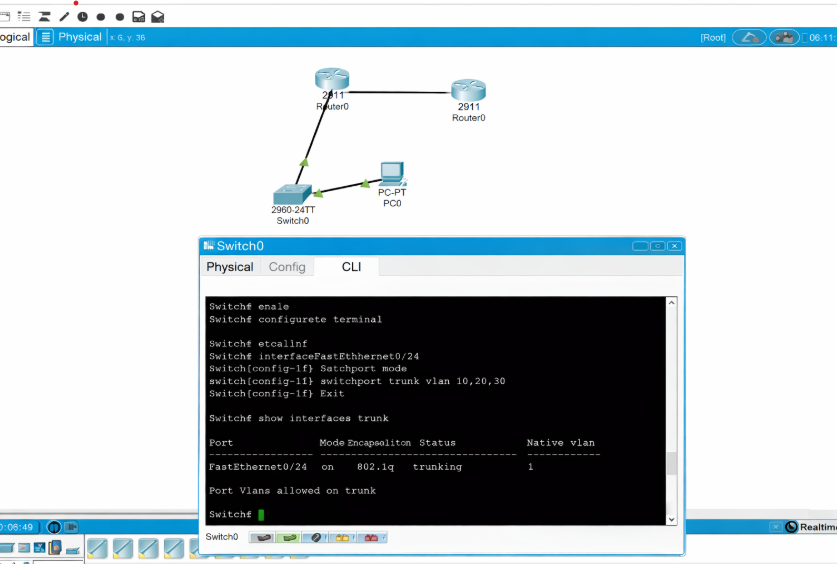 ogical Physical x: G, y. 36 [Root] 06:11:
2911
Router0
2911
Router0
PC-PT
PC0
2960-24TT
Switch0
Switch0
Physical Config CLI
Switch# enale
Switch# configurete terminal
Switch# etcallnf
Switch# interfaceFastEthhernet0/24
Switch[config-1f} Satchport mode
switch[config-1f} switchport trunk vlan 10,20,30
Switch[config-1f} Exit
Switch# show interfaces trunk
Port Mode Encapsoliton Status Native vlan
FastEthernet0/24 on 802.1q trunking 1
Port Vlans allowed on trunk
Switch#
0:06:49 Realtime
Switch0